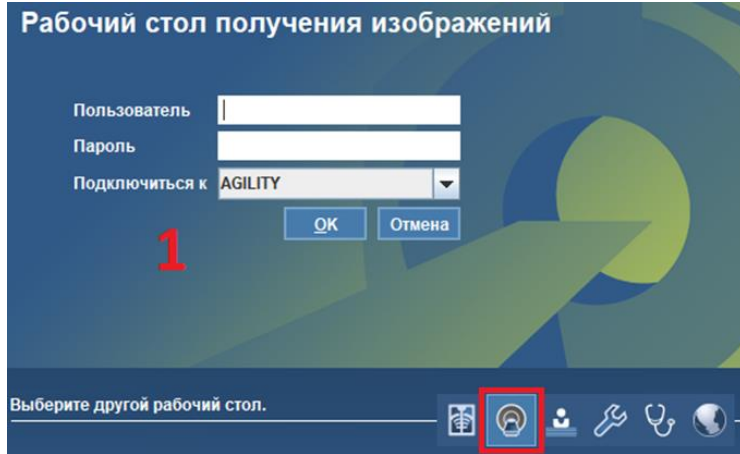 Рабочий стол получения изображений
Пользователь
Пароль
Подключиться к AGILITY
OK Отмена
1
Выберите другой рабочий стол.